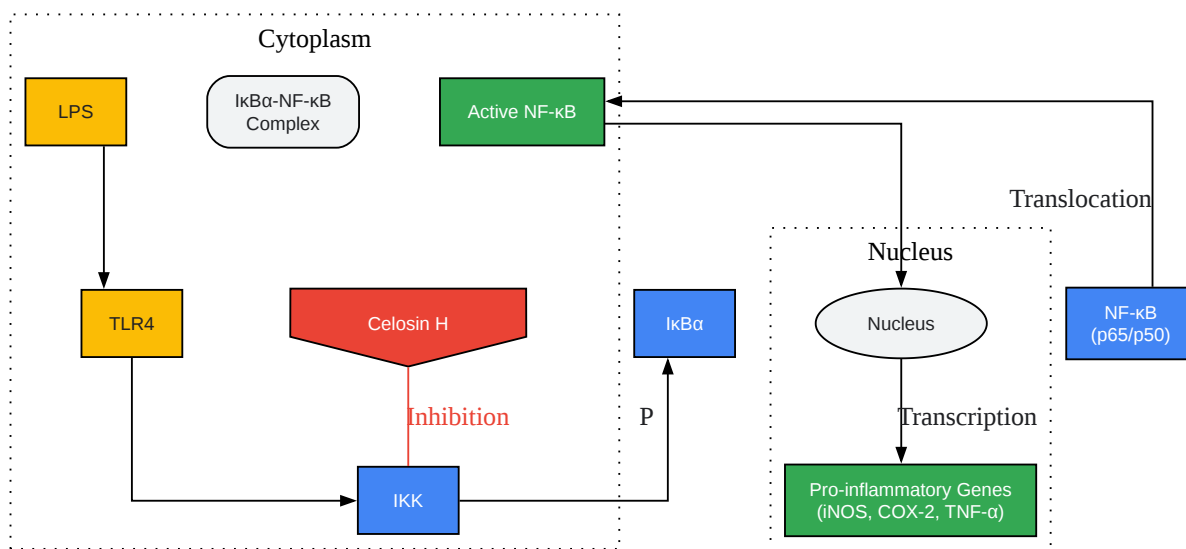 Cytoplasm
LPS
IκBα-NF-κB
Complex
Active NF-κB
Translocation
Nucleus
TLR4
Celosin H
IκBα
Nucleus
NF-κB
(p65/p50)
Inhibition
P
Transcription
IKK
Pro-inflammatory Genes
(iNOS, COX-2, TNF-α)